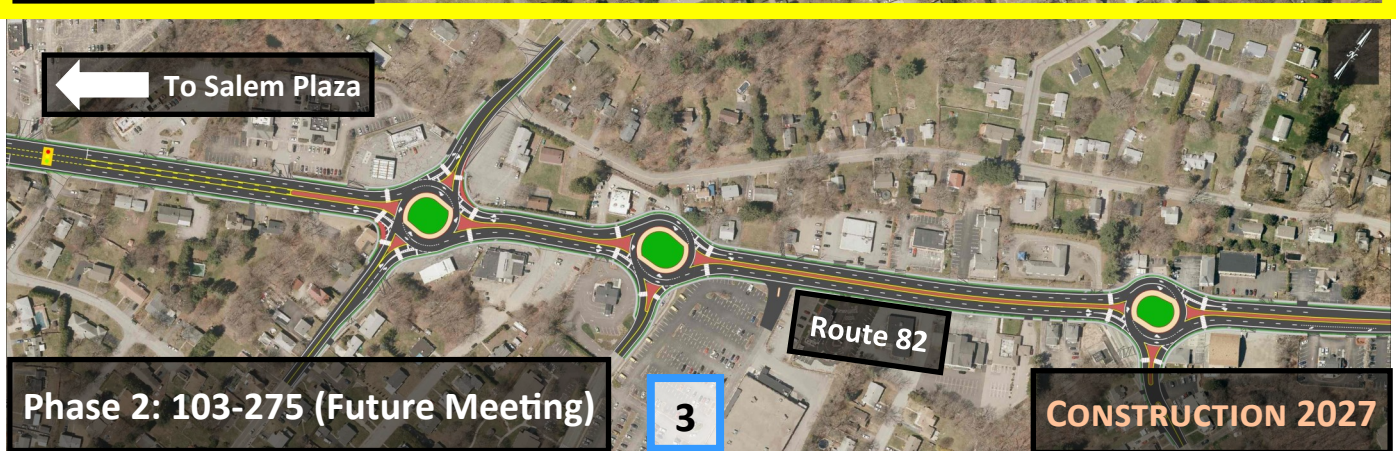 To Salem Plaza
Route 82
Phase 2: 103-275 (Future Meeting)
3
CONSTRUCTION 2027